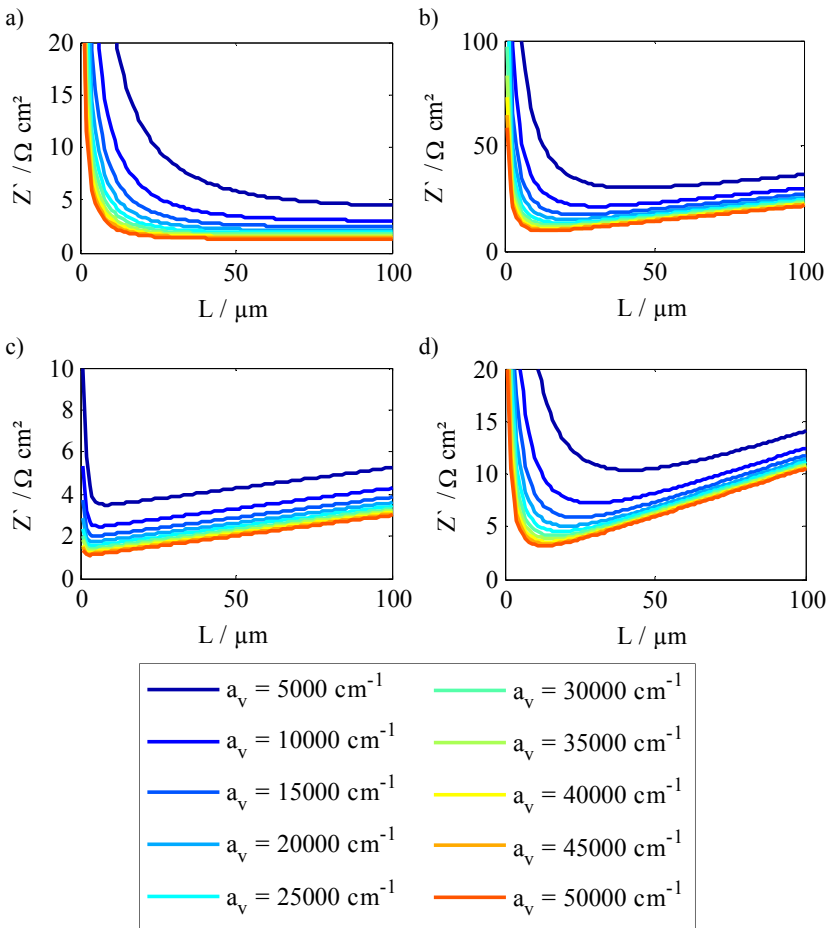 a)
20
15
10
5
0
Z` / Ω cm²
0
50
100
L / µm
b)
100
50
0
Z` / Ω cm²
0
50
100
L / µm
c)
10
8
6
4
2
0
Z` / Ω cm²
0
50
100
L / µm
d)
20
15
10
5
0
Z` / Ω cm²
0
50
100
L / µm
a_v = 5000 cm⁻¹
a_v = 10000 cm⁻¹
a_v = 15000 cm⁻¹
a_v = 20000 cm⁻¹
a_v = 25000 cm⁻¹
a_v = 30000 cm⁻¹
a_v = 35000 cm⁻¹
a_v = 40000 cm⁻¹
a_v = 45000 cm⁻¹
a_v = 50000 cm⁻¹